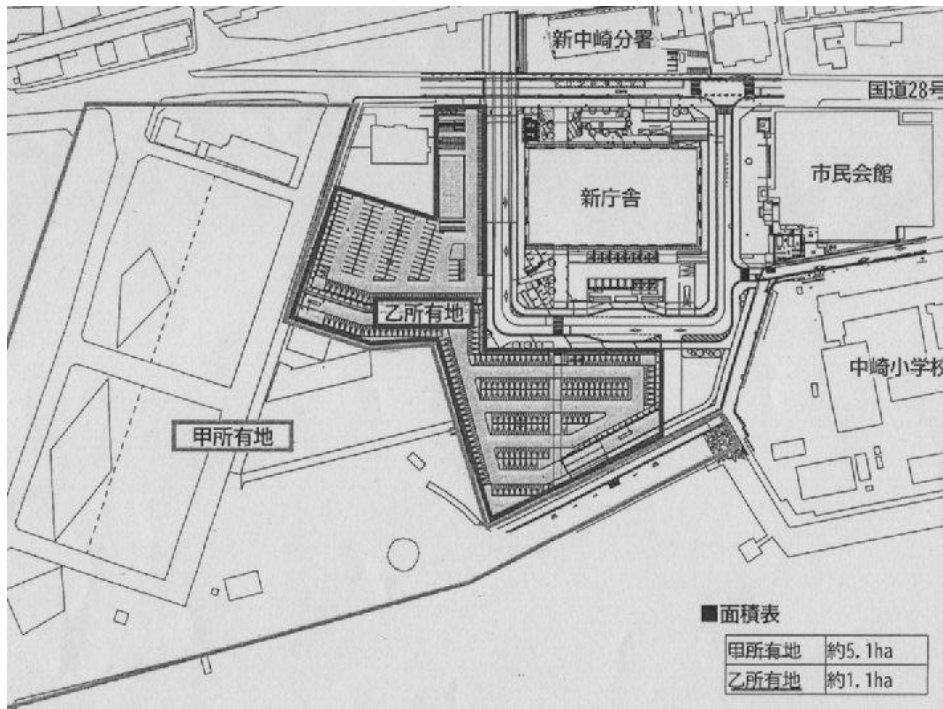 新中崎分署
国道28号
市民会館
新庁舎
乙所有地
中崎小学校
甲所有地
■面積表
甲所有地 約5.1ha
乙所有地 約1.1ha